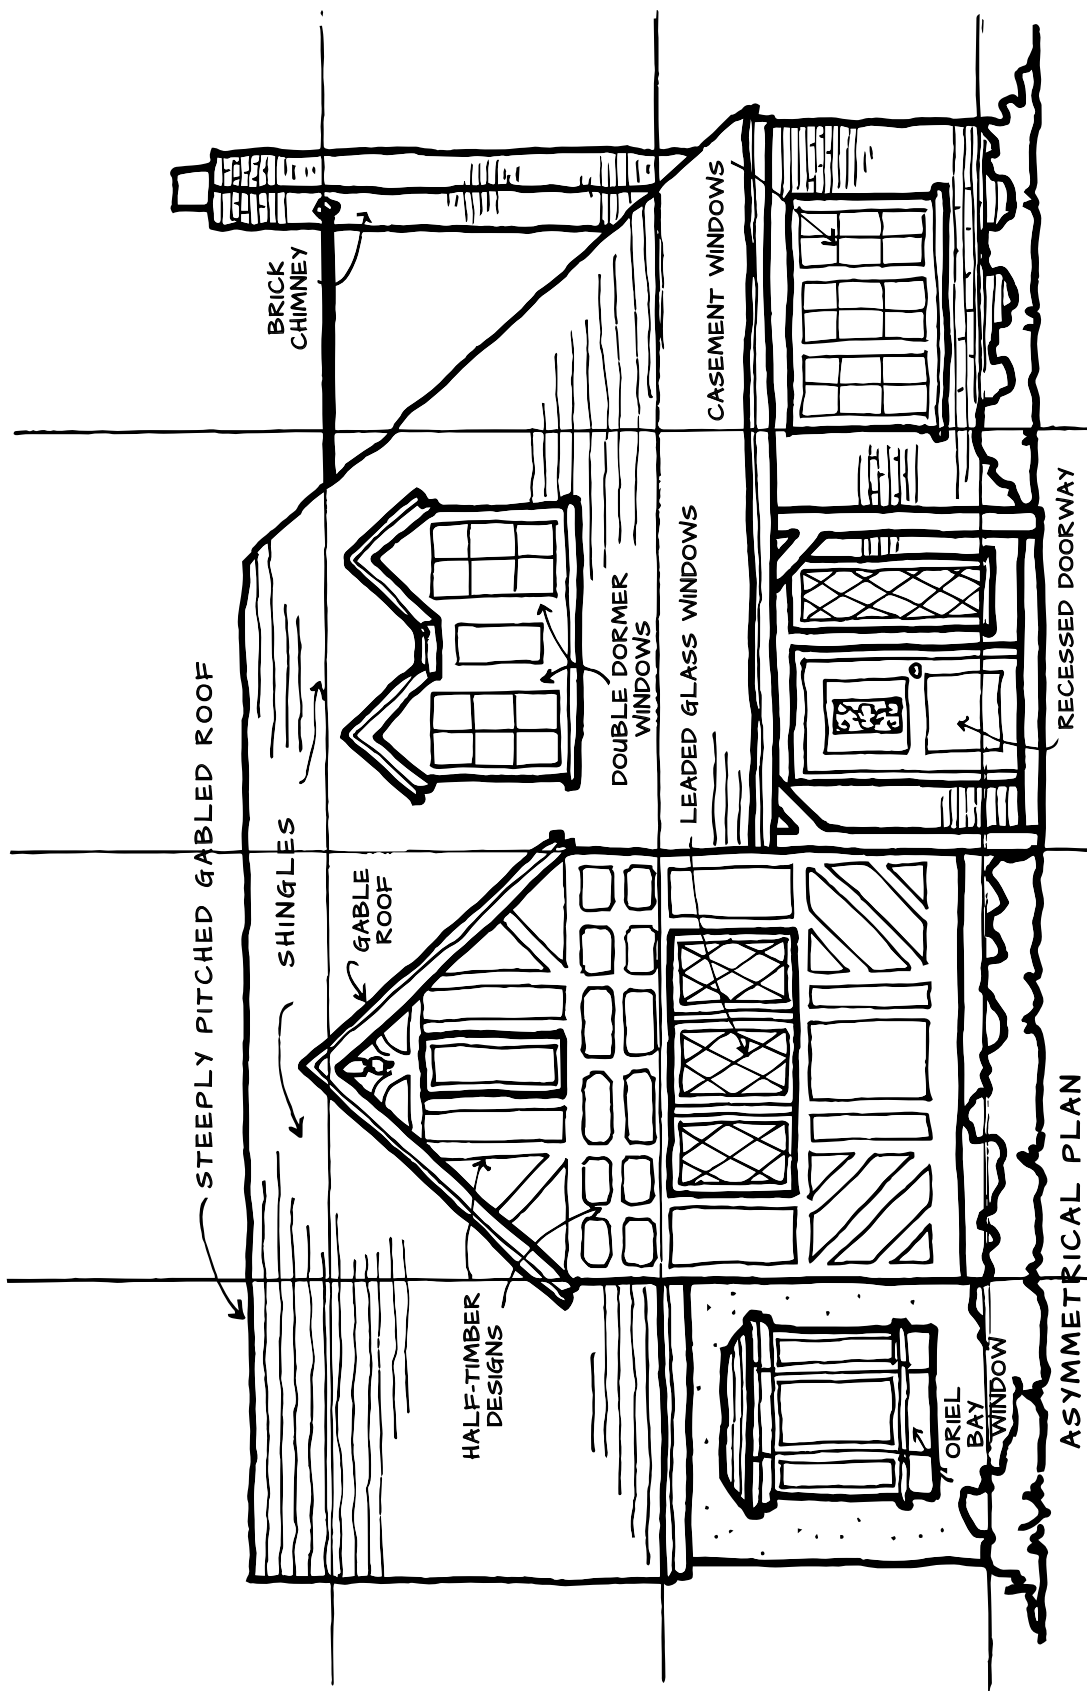 STEEPLY PITCHED GABLED ROOF
SHINGLES
GABLE
ROOF
BRICK
CHIMNEY
HALF-TIMBER
DESIGNS
DOUBLE DORMER
WINDOWS
LEADED GLASS WINDOWS
CASEMENT WINDOWS
ORIEL
BAY
WINDOW
RECESSED DOORWAY
ASYMMETRICAL PLAN